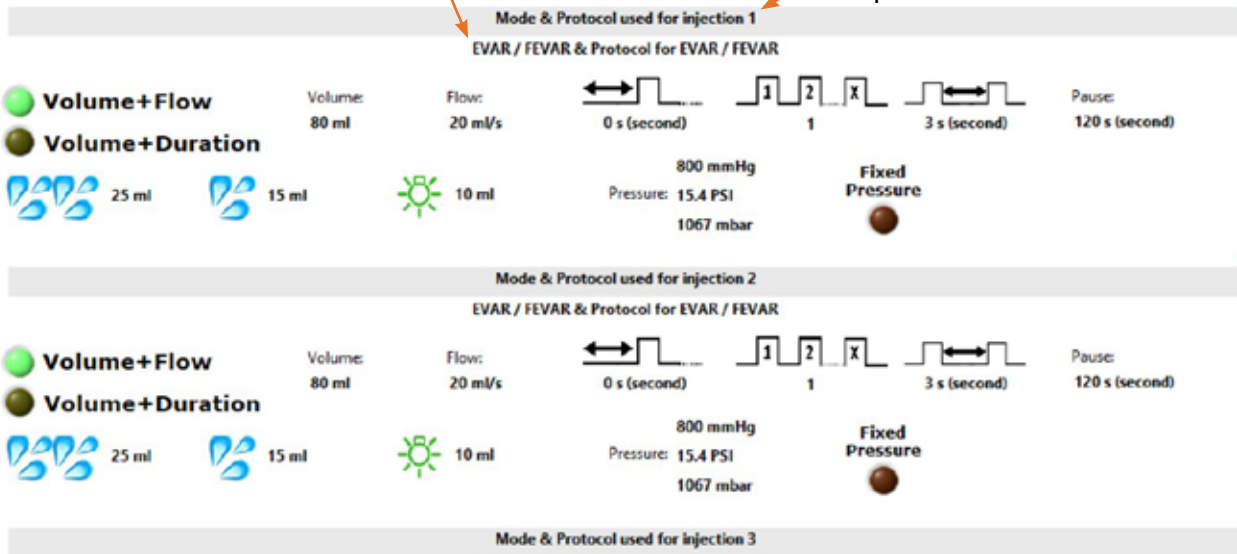 Mode & Protocol used for injection 1
EVAR / FEVAR & Protocol for EVAR / FEVAR
Volume+Flow
Volume+Duration
Volume:
80 ml
Flow:
20 ml/s
0 s (second)
1 2 X
1
3 s (second)
Pause:
120 s (second)
25 ml
15 ml
10 ml
Pressure:
800 mmHg
15.4 PSI
1067 mbar
Fixed
Pressure
Mode & Protocol used for injection 2
EVAR / FEVAR & Protocol for EVAR / FEVAR
Volume+Flow
Volume+Duration
Volume:
80 ml
Flow:
20 ml/s
0 s (second)
1 2 X
1
3 s (second)
Pause:
120 s (second)
25 ml
15 ml
10 ml
Pressure:
800 mmHg
15.4 PSI
1067 mbar
Fixed
Pressure
Mode & Protocol used for injection 3